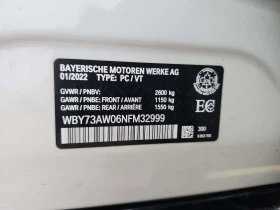 BAYERISCHE MOTOREN WERKE AG
01/2022 TYPE: PC / VT
GVWR / PNBV: 2600 kg
GAWR / PNBE: FRONT / AVANT 1150 kg
GAWR / PNBE: REAR / ARRIERE 1550 kg
WBY73AW06NFM32999
EC
300